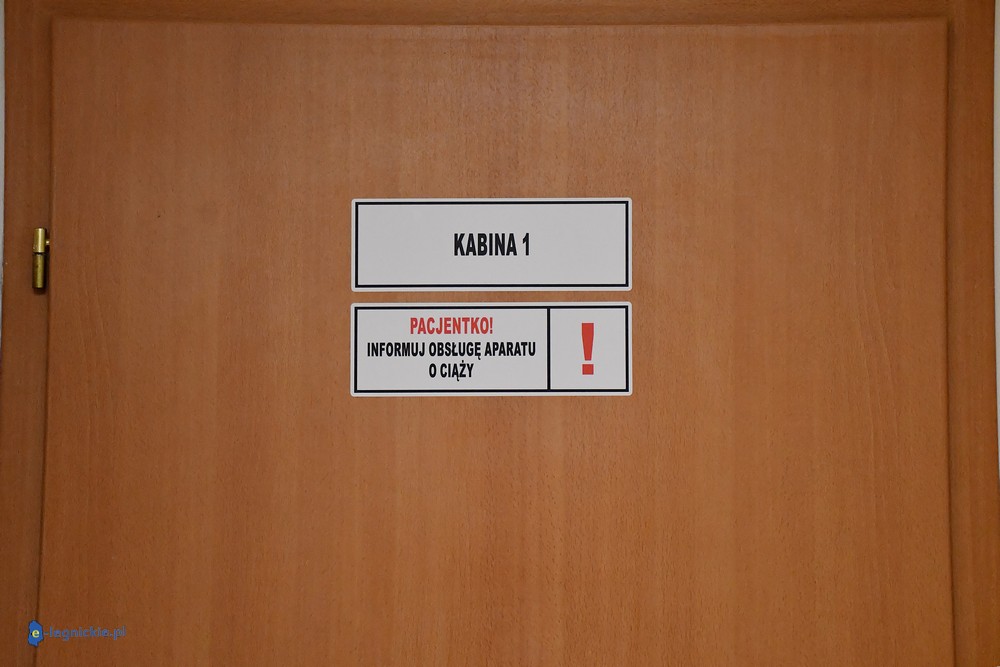 KABINA 1
PACJENTKO!
INFORMUJ OBSŁUGĘ APARATU
O CIĄŻY
!
e-legnickie.pl